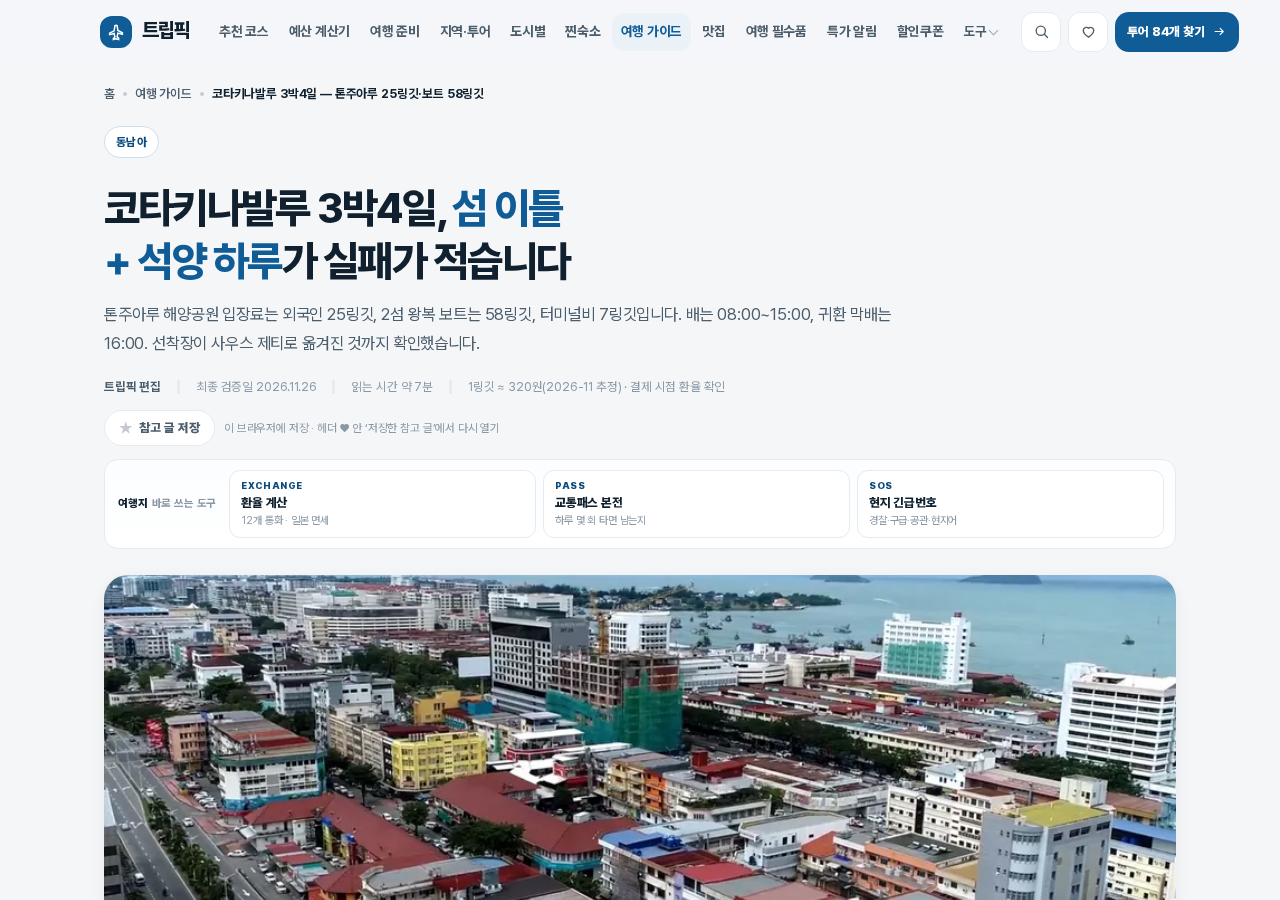 트립픽
추천 코스
예산 계산기
여행 준비
지역·투어
도시별
찐숙소
여행 가이드
맛집
여행 필수품
특가 알림
할인쿠폰
도구
투어 84개 찾기 →
홈 • 여행 가이드 • 코타키나발루 3박4일 — 톤주아루 25링깃·보트 58링깃
동남아
코타키나발루 3박4일, 섬 이틀
+ 석양 하루가 실패가 적습니다
톤주아루 해양공원 입장료는 외국인 25링깃, 2섬 왕복 보트는 58링깃, 터미널비 7링깃입니다. 배는 08:00~15:00, 귀환 막배는
16:00. 선착장이 사우스 제티로 옮겨진 것까지 확인했습니다.
트립픽 편집 | 최종 검증일 2026.11.26 | 읽는 시간 약 7분 | 1링깃 ≈ 320원(2026-11 추정) · 결제 시점 환율 확인
★ 참고 글 저장
이 브라우저에 저장 · 헤더 ♥ 안 ‘저장한 참고 글’에서 다시 열기
여행지 바로 쓰는 도구
EXCHANGE
환율 계산
12개 통화 · 일본 면세
PASS
교통패스 본전
하루 몇 회 타면 남는지
SOS
현지 긴급번호
경찰·구급·공관·현지어